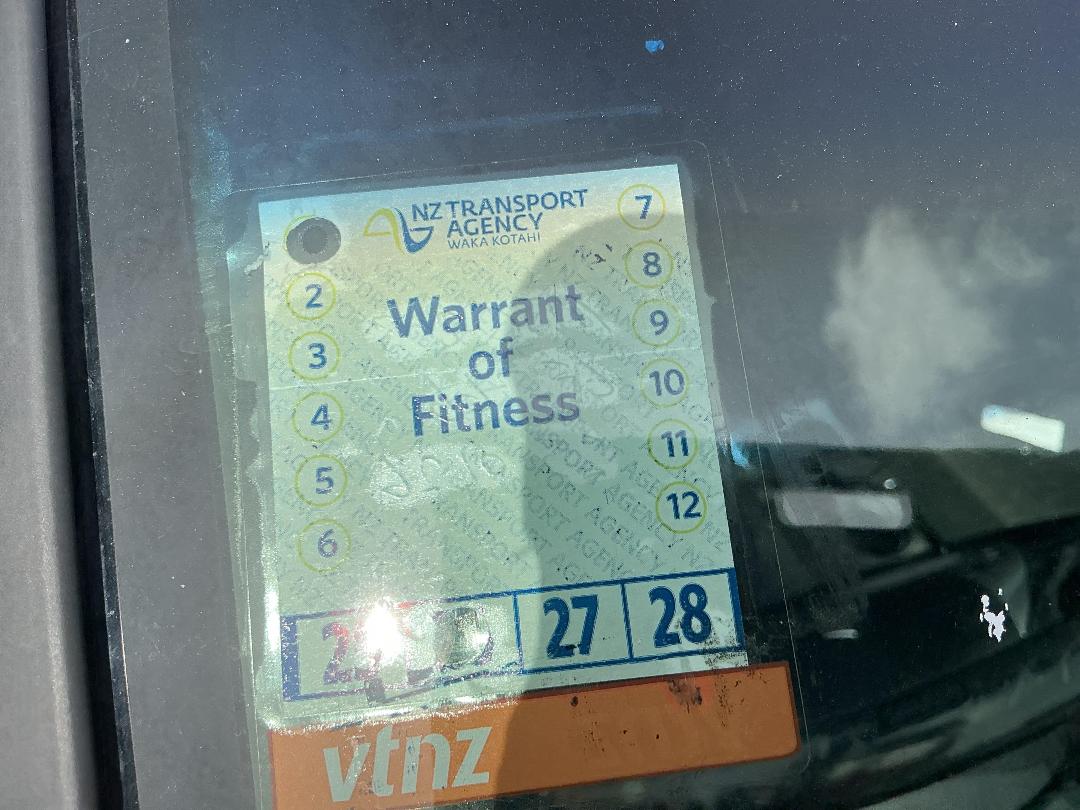 NZ TRANSPORT
AGENCY
WAKA KOTAHI
7
2
8
3
9
4
10
5
11
6
12
Warrant
of
Fitness
27
28
vtnz